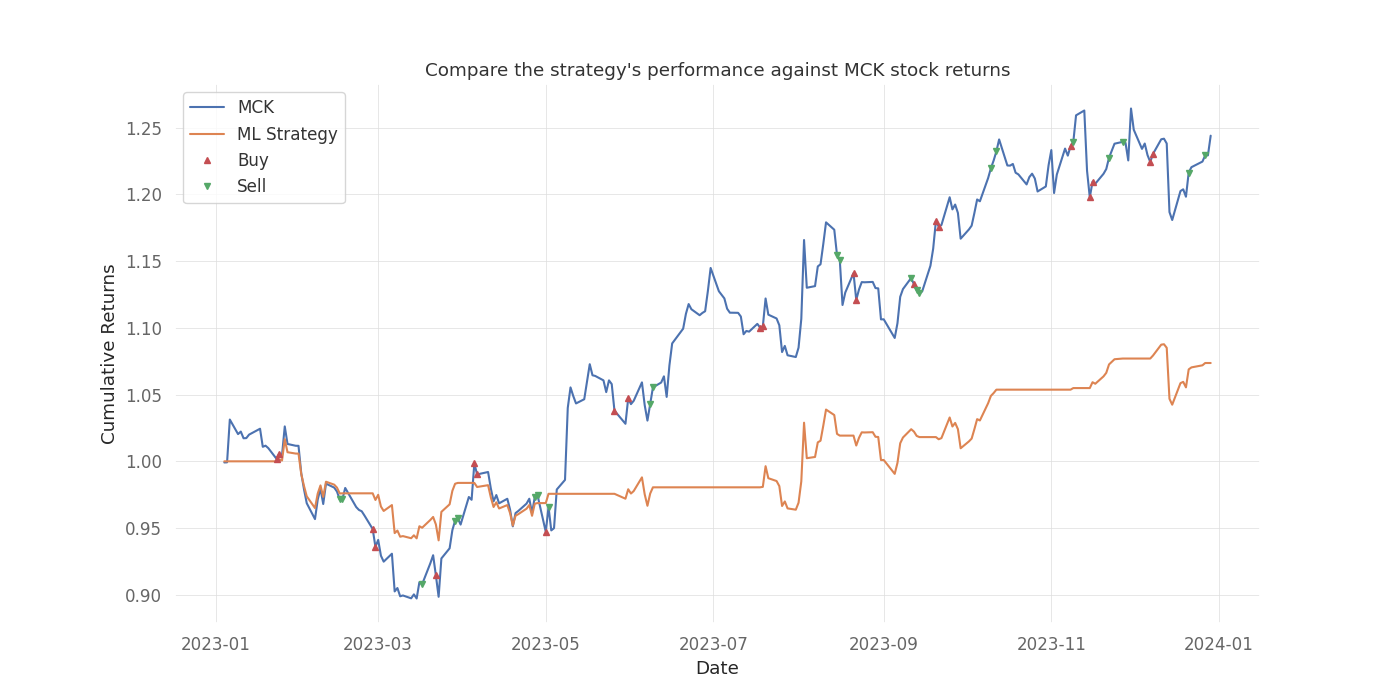 Compare the strategy's performance against MCK stock returns
MCK
ML Strategy
Buy
Sell
Cumulative Returns
1.25
1.20
1.15
1.10
1.05
1.00
0.95
0.90
2023-01
2023-03
2023-05
2023-07
2023-09
2023-11
2024-01
Date